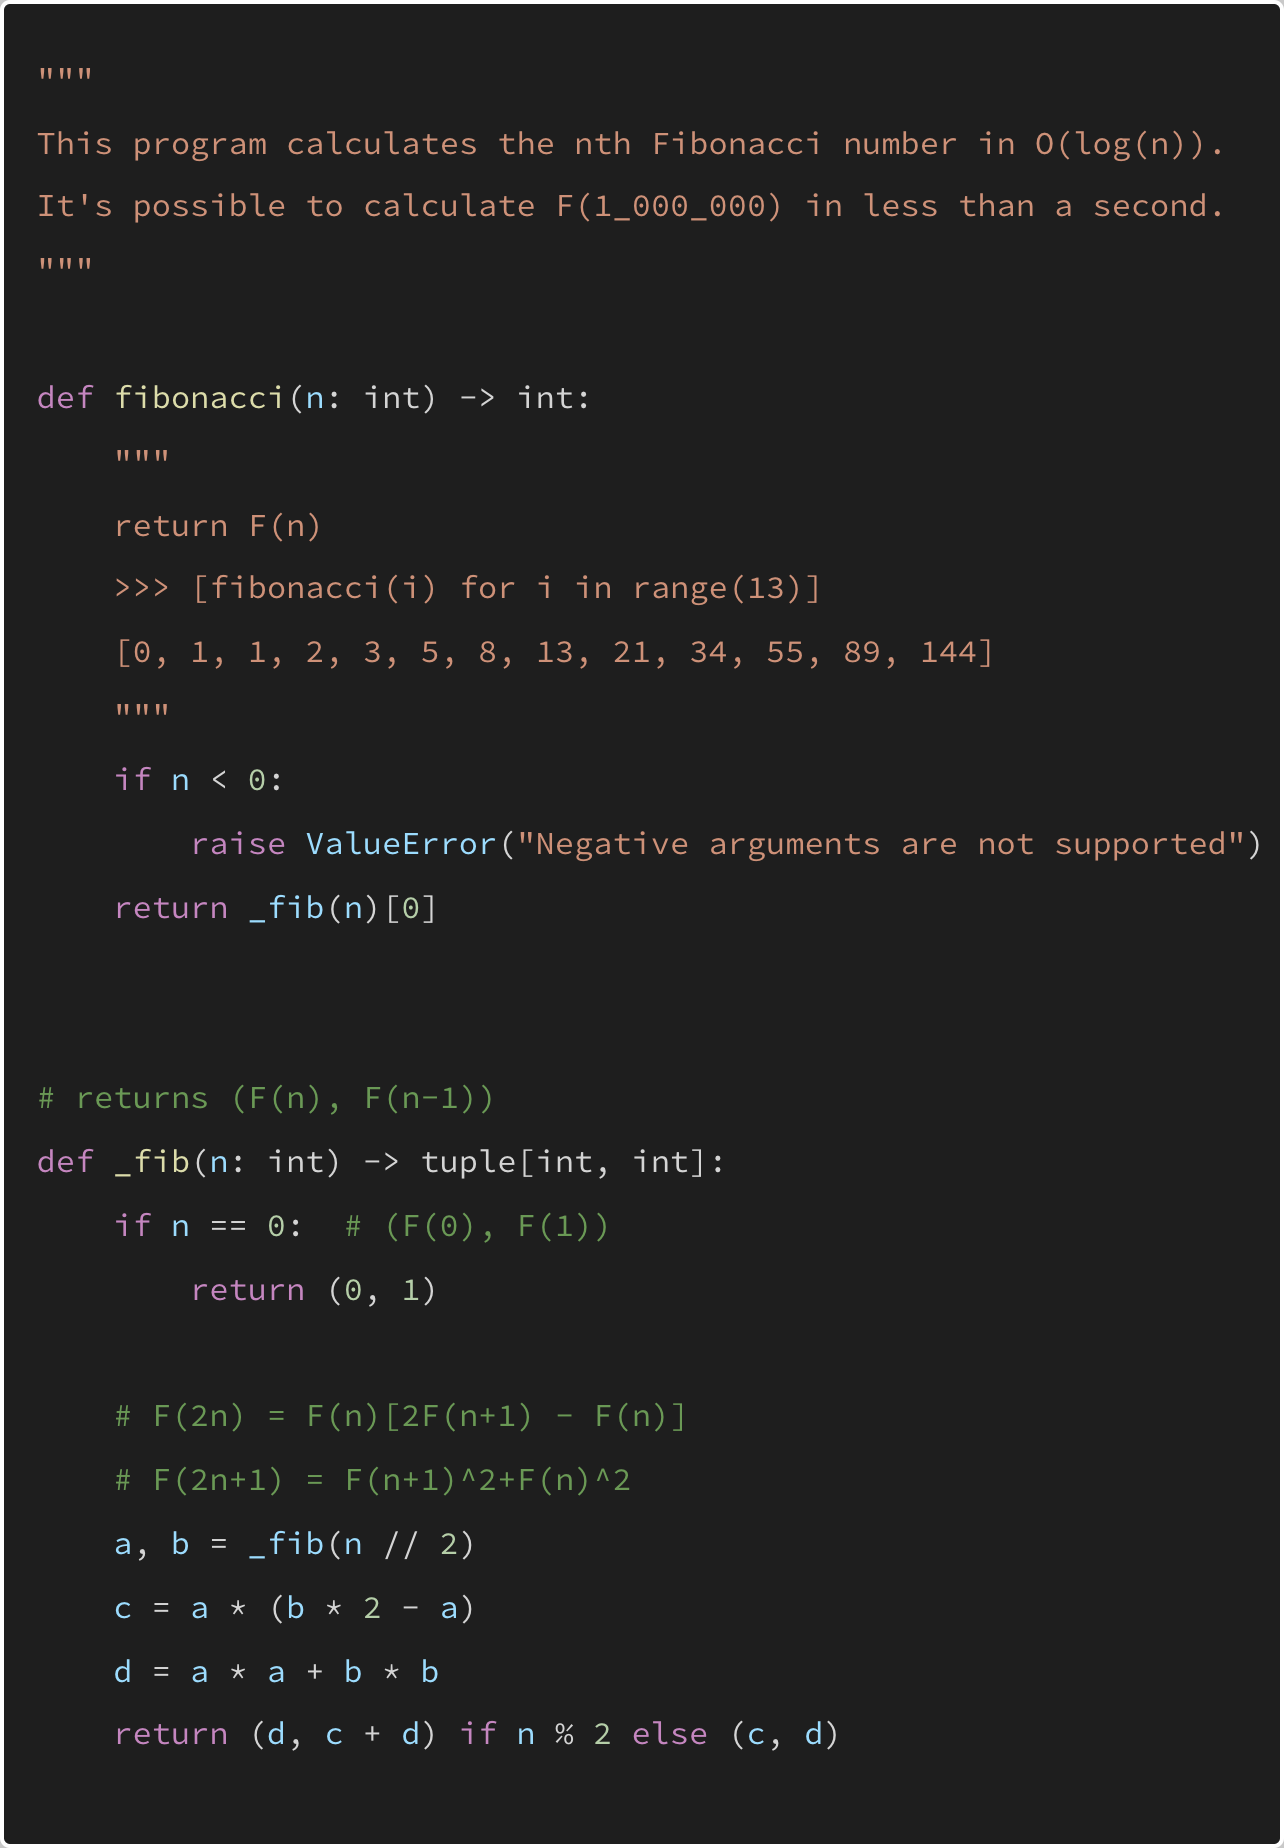 """
This program calculates the nth Fibonacci number in O(log(n)).
It's possible to calculate F(1_000_000) in less than a second.
"""

def fibonacci(n: int) -> int:
    """
    return F(n)
    >>> [fibonacci(i) for i in range(13)]
    [0, 1, 1, 2, 3, 5, 8, 13, 21, 34, 55, 89, 144]
    """
    if n < 0:
        raise ValueError("Negative arguments are not supported")
    return _fib(n)[0]


# returns (F(n), F(n-1))
def _fib(n: int) -> tuple[int, int]:
    if n == 0:  # (F(0), F(1))
        return (0, 1)

    # F(2n) = F(n)[2F(n+1) - F(n)]
    # F(2n+1) = F(n+1)^2+F(n)^2
    a, b = _fib(n // 2)
    c = a * (b * 2 - a)
    d = a * a + b * b
    return (d, c + d) if n % 2 else (c, d)